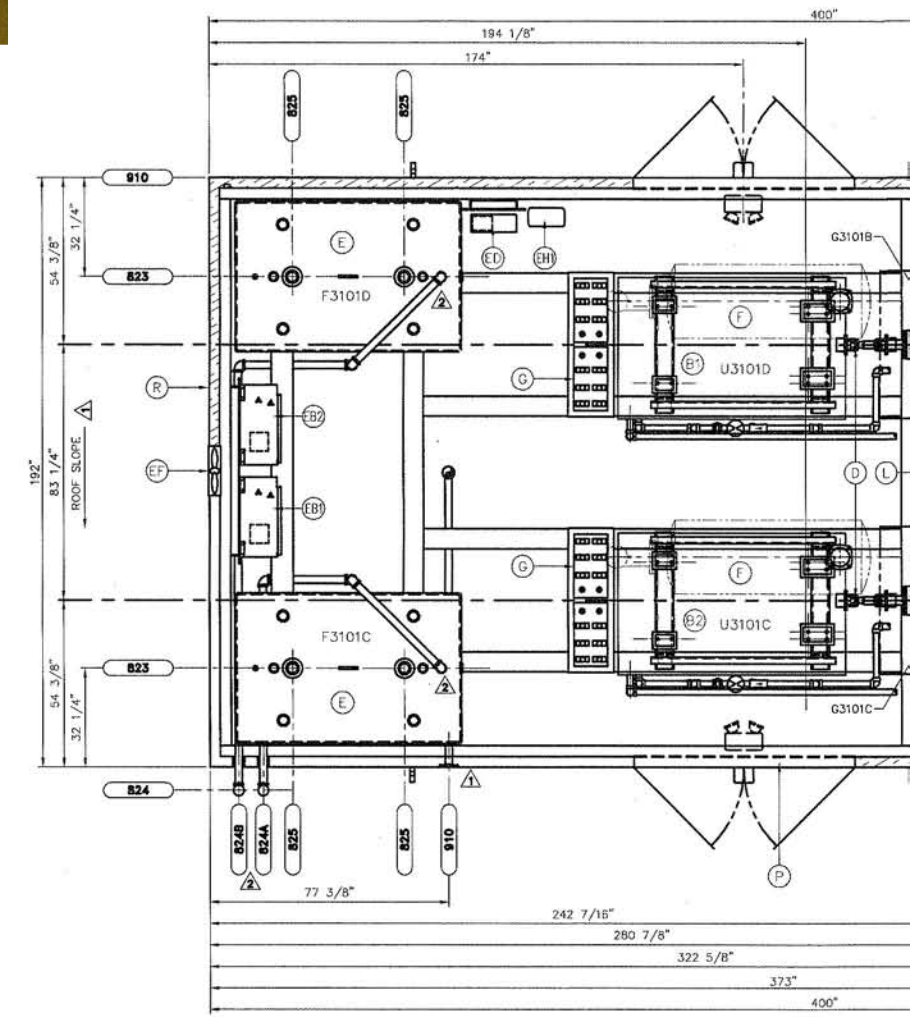 400"
194 1/8"
174"
825
825
910
32 1/4"
54 3/8"
E
ED
EH1
G3101B
823
F3101D
2
F
B1
U3101D
G
R
1
EB2
192"
83 1/4"
ROOF SLOPE
EF
D
L
EB1
G
F
F3101C
B2
U3101C
823
54 3/8"
32 1/4"
2
E
G3101C
1
824
824B
824A
825
825
910
2
P
77 3/8"
242 7/16"
280 7/8"
322 5/8"
373"
400"